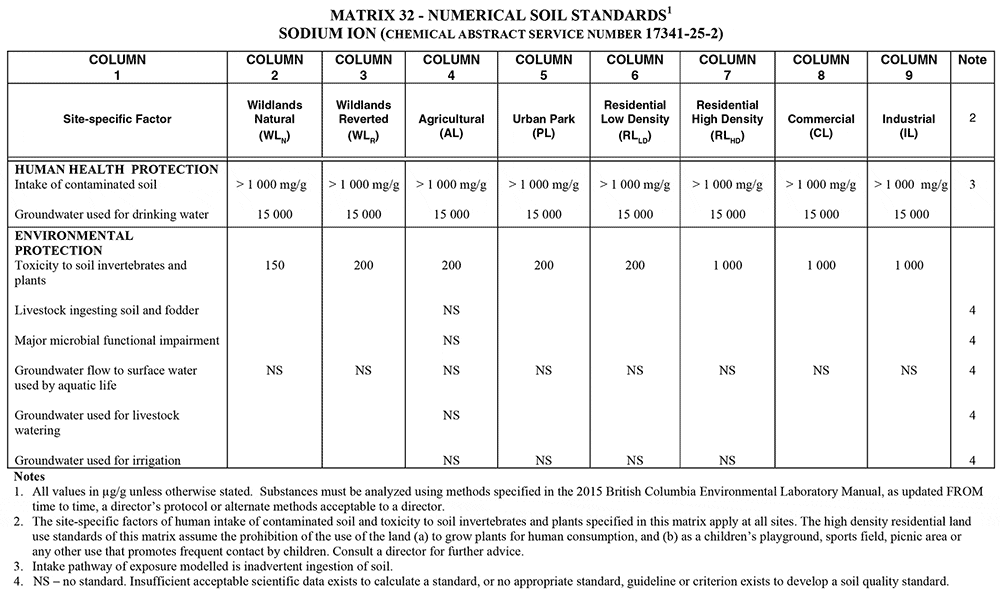 MATRIX 32 - NUMERICAL SOIL STANDARDS1
SODIUM ION (CHEMICAL ABSTRACT SERVICE NUMBER 17341-25-2)
COLUMN 1 COLUMN 2 COLUMN 3 COLUMN 4 COLUMN 5 COLUMN 6 COLUMN 7 COLUMN 8 COLUMN 9 Note
Site-specific Factor Wildlands Natural (WLN) Wildlands Reverted (WLR) Agricultural (AL) Urban Park (PL) Residential Low Density (RLLD) Residential High Density (RLHD) Commercial (CL) Industrial (IL) 2
HUMAN HEALTH PROTECTION
Intake of contaminated soil > 1 000 mg/g > 1 000 mg/g > 1 000 mg/g > 1 000 mg/g > 1 000 mg/g > 1 000 mg/g > 1 000 mg/g > 1 000 mg/g 3
Groundwater used for drinking water 15 000 15 000 15 000 15 000 15 000 15 000 15 000 15 000
ENVIRONMENTAL
PROTECTION
Toxicity to soil invertebrates and 150 200 200 200 200 1 000 1 000 1 000
plants
Livestock ingesting soil and fodder NS 4
Major microbial functional impairment NS 4
Groundwater flow to surface water NS NS NS NS NS NS NS NS 4
used by aquatic life
Groundwater used for livestock NS 4
watering
Groundwater used for irrigation NS NS NS NS 4
Notes
1. All values in µg/g unless otherwise stated. Substances must be analyzed using methods specified in the 2015 British Columbia Environmental Laboratory Manual, as updated FROM
time to time, a director's protocol or alternate methods acceptable to a director.
2. The site-specific factors of human intake of contaminated soil and toxicity to soil invertebrates and plants specified in this matrix apply at all sites. The high density residential land
use standards of this matrix assume the prohibition of the use of the land (a) to grow plants for human consumption, and (b) as a children's playground, sports field, picnic area or
any other use that promotes frequent contact by children. Consult a director for further advice.
3. Intake pathway of exposure modelled is inadvertent ingestion of soil.
4. NS – no standard. Insufficient acceptable scientific data exists to calculate a standard, or no appropriate standard, guideline or criterion exists to develop a soil quality standard.